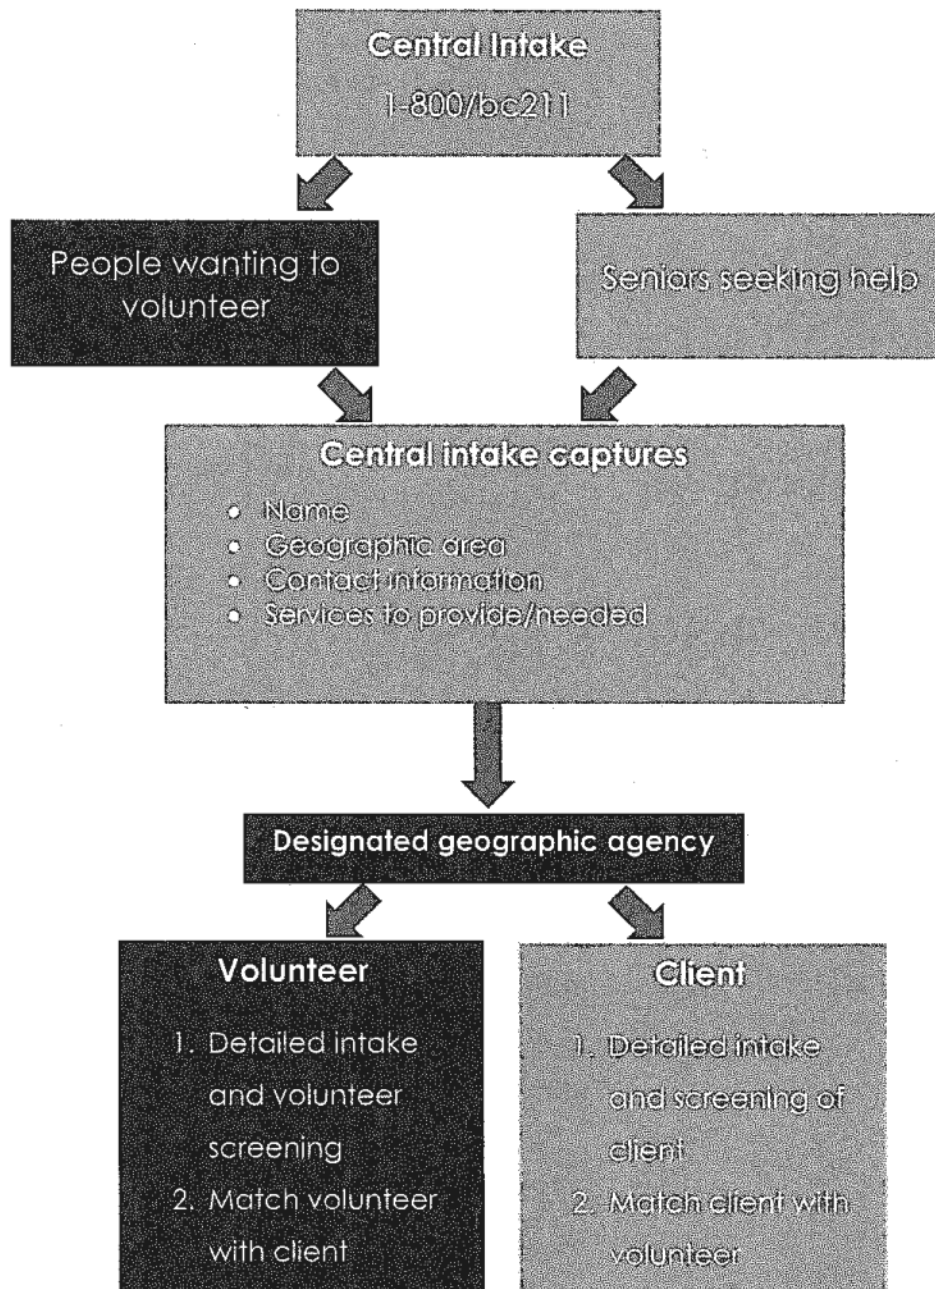 Central Intake
1-800/bc211
People wanting to
volunteer
Seniors seeking help
Central intake captures
• Name
• Geographic area
• Contact information
• Services to provide/needed
Designated geographic agency
Volunteer
1. Detailed intake
and volunteer
screening
2. Match volunteer
with client
Client
1. Detailed intake
and screening of
client
2. Match client with
volunteer